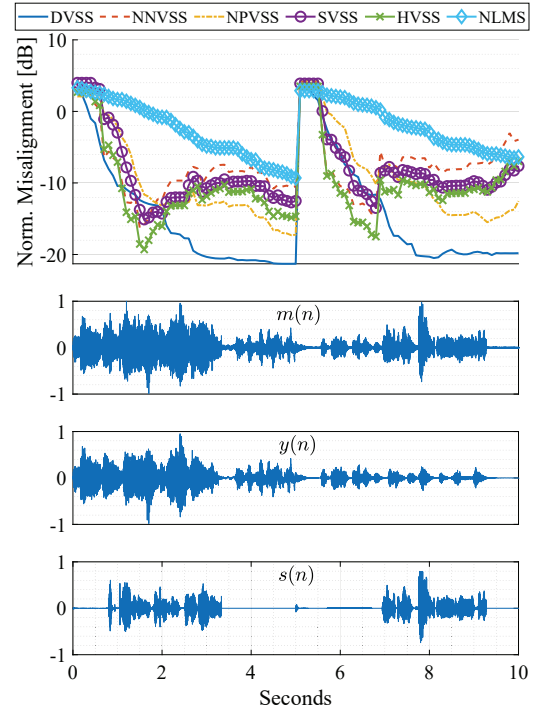 DVSS NNVSS NPVSS SVSS HVSS NLMS
Norm. Misalignment [dB]
10
0
-10
-20
m(n)
1
0
-1
y(n)
1
0
-1
s(n)
1
0
-1
0 2 4 6 8 10
Seconds